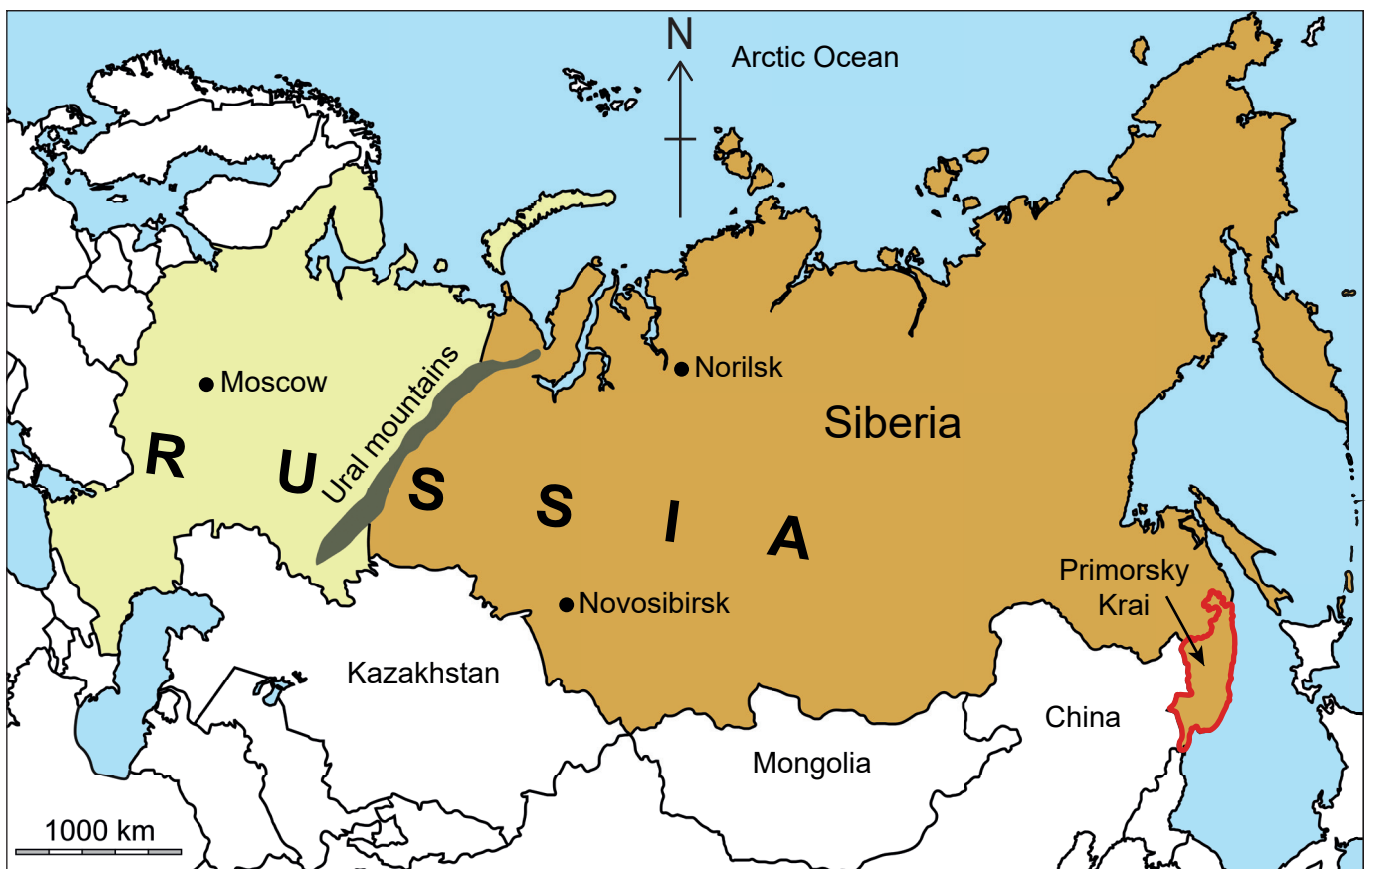 N
Arctic Ocean
Norilsk
Moscow
Ural mountains
Siberia
R U S S I A
Primorsky
Krai
Novosibirsk
Kazakhstan
China
Mongolia
1000 km